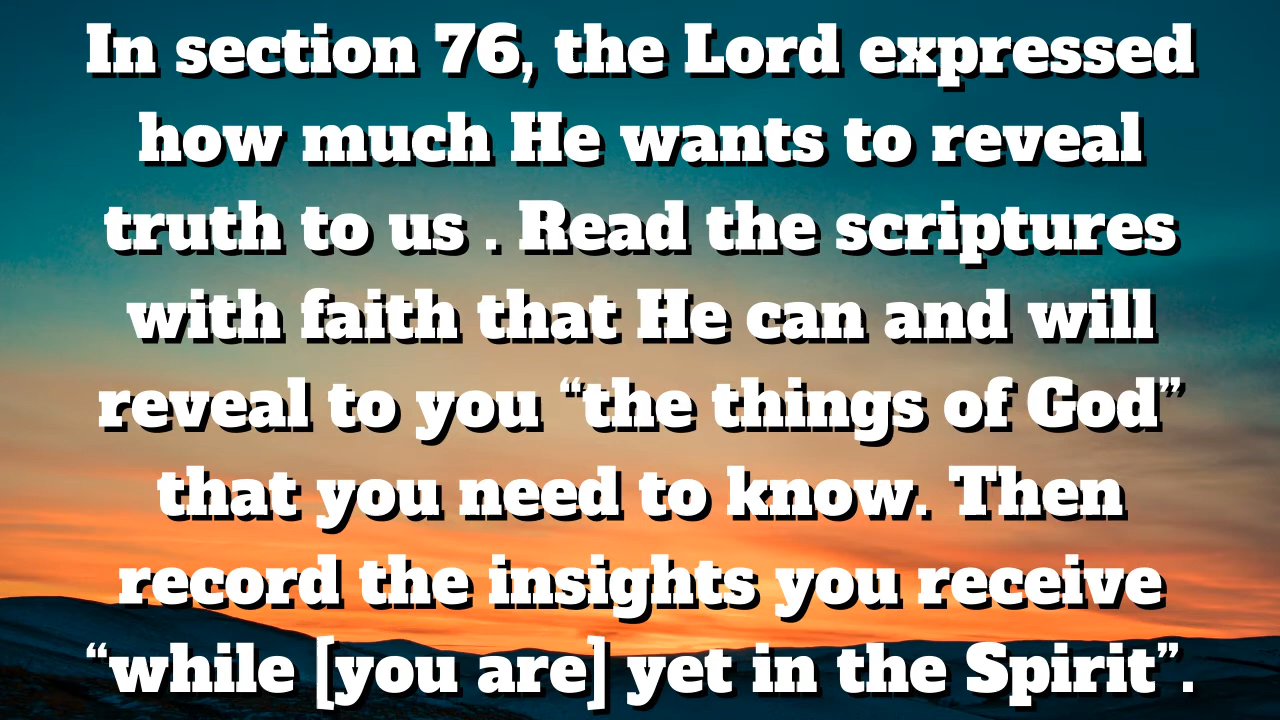 In section 76, the Lord expressed
how much He wants to reveal
truth to us . Read the scriptures
with faith that He can and will
reveal to you “the things of God”
that you need to know. Then
record the insights you receive
“while [you are] yet in the Spirit”.